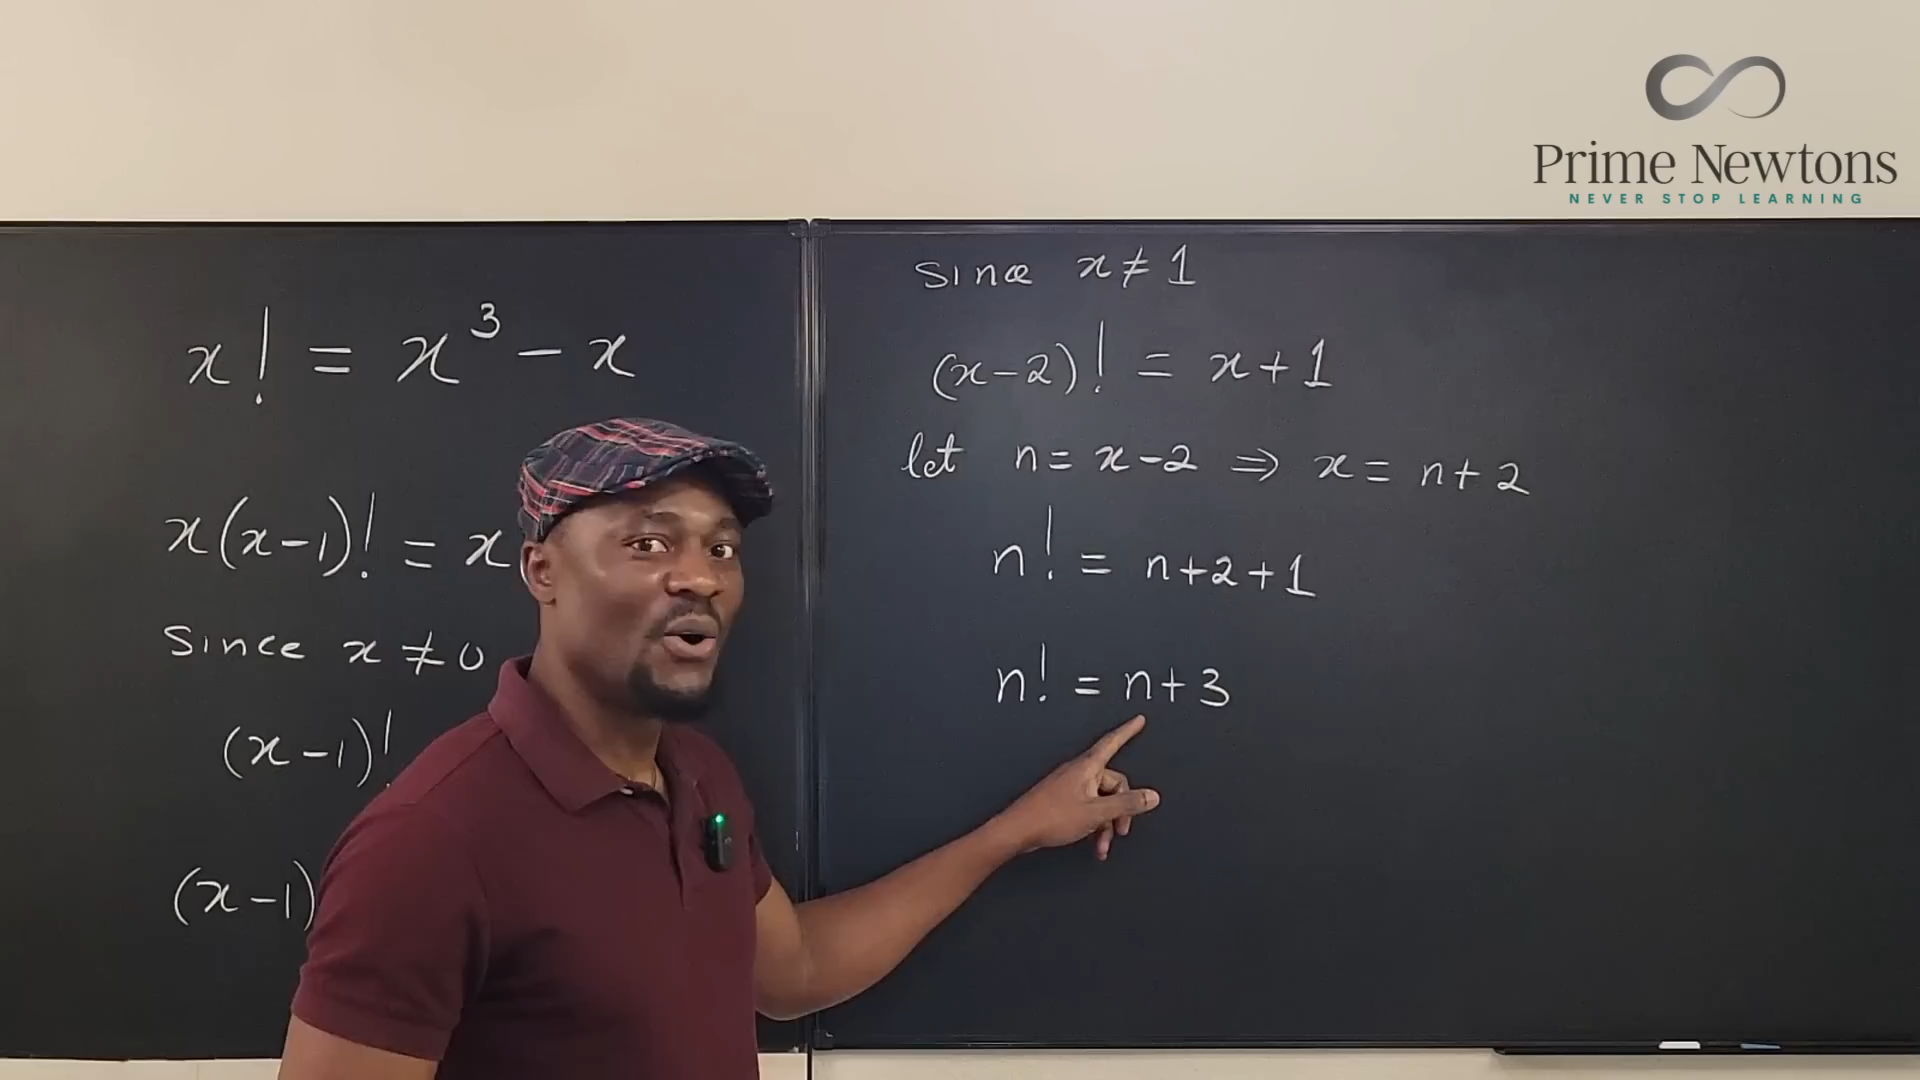 Prime Newtons
NEVER STOP LEARNING
x! = x³ - x
x(x-1)! = x
Since x ≠ 0
(x-1)!
(x-1)
Since x ≠ 1
(x-2)! = x+1
let n = x-2 ⇒ x = n+2
n! = n+2+1
n! = n+3